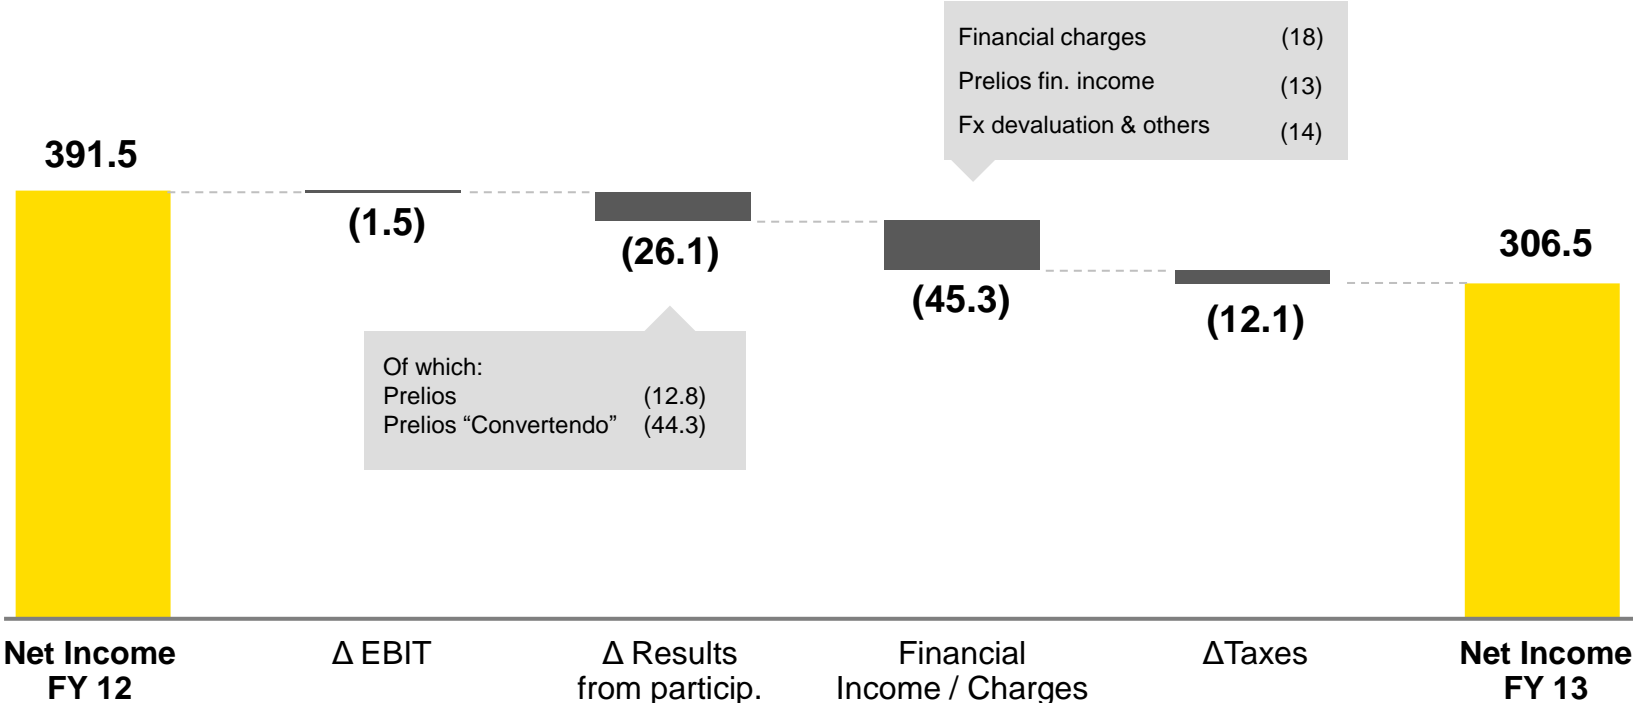 Financial charges (18)
Prelios fin. income (13)
Fx devaluation & others (14)
391.5
(1.5)
(26.1)
(45.3)
(12.1)
306.5
Of which:
Prelios (12.8)
Prelios “Convertendo” (44.3)
Net Income
FY 12
Δ EBIT
Δ Results
from particip.
Financial
Income / Charges
ΔTaxes
Net Income
FY 13